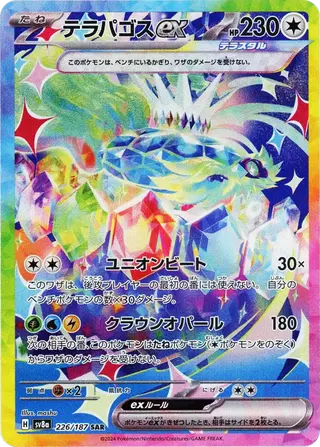 たね
テラパゴスex
HP230
テラスタル
このポケモンは、ベンチにいるかぎり、ワザのダメージを受けない。
ユニオンビート 30×
このワザは、後攻プレイヤーの最初の番には使えない。自分の
ベンチポケモンの数×30ダメージ。
クラウンオパール 180
次の相手の番、このポケモンはたねポケモン(を のぞく)
からワザのダメージを受けない。
弱点 ×2 抵抗力 にげる
Illus. mashu
H sv8a 226/187 SAR
exルール
ポケモンexがきぜつしたとき、相手はサイドを2枚とる。
©2024 Pokémon/Nintendo/Creatures/GAME FREAK.